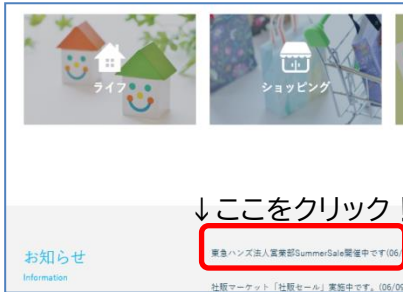 ライフ
ショッピング
↓ここをクリック！
お知らせ
Information
東急ハンズ法人営業部SummerSale開催中です(06/
社販マーケット「社販セール」実施中です。(06/09